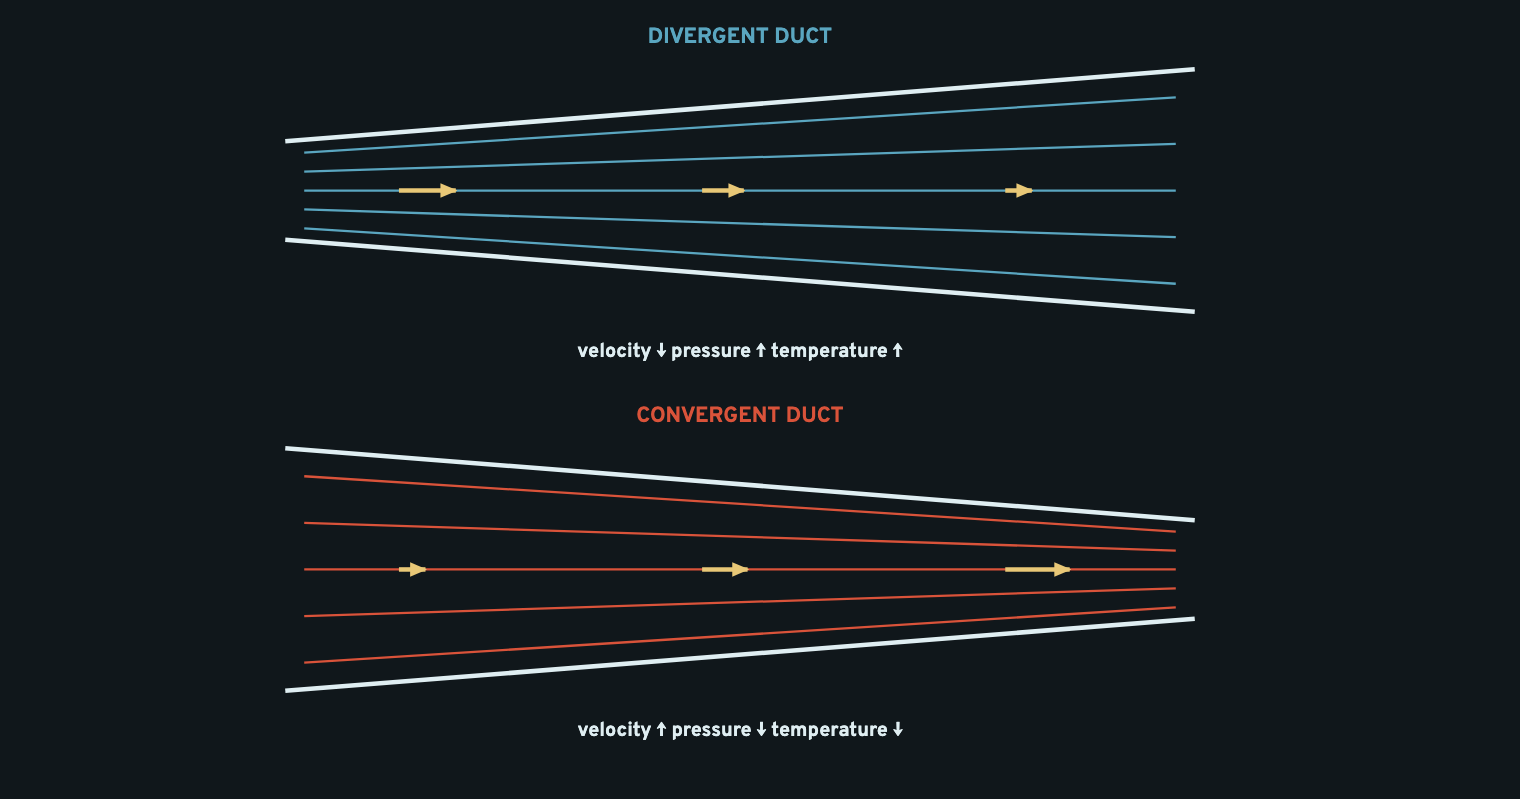 DIVERGENT DUCT
velocity ↓ pressure ↑ temperature ↑
CONVERGENT DUCT
velocity ↑ pressure ↓ temperature ↓